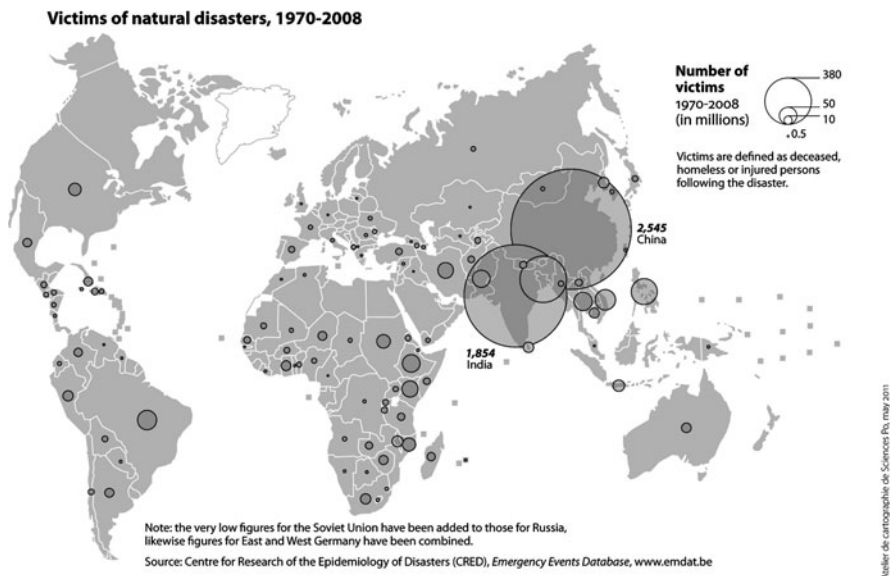 Victims of natural disasters, 1970-2008
Number of
victims
1970-2008
(in millions)
380
50
10
0.5
Victims are defined as deceased,
homeless or injured persons
following the disaster.
2,545
China
1,854
India
Note: the very low figures for the Soviet Union have been added to those for Russia,
likewise figures for East and West Germany have been combined.
Source: Centre for Research of the Epidemiology of Disasters (CRED), Emergency Events Database, www.emdat.be
Atelier de cartographie de Sciences Po, may 2011